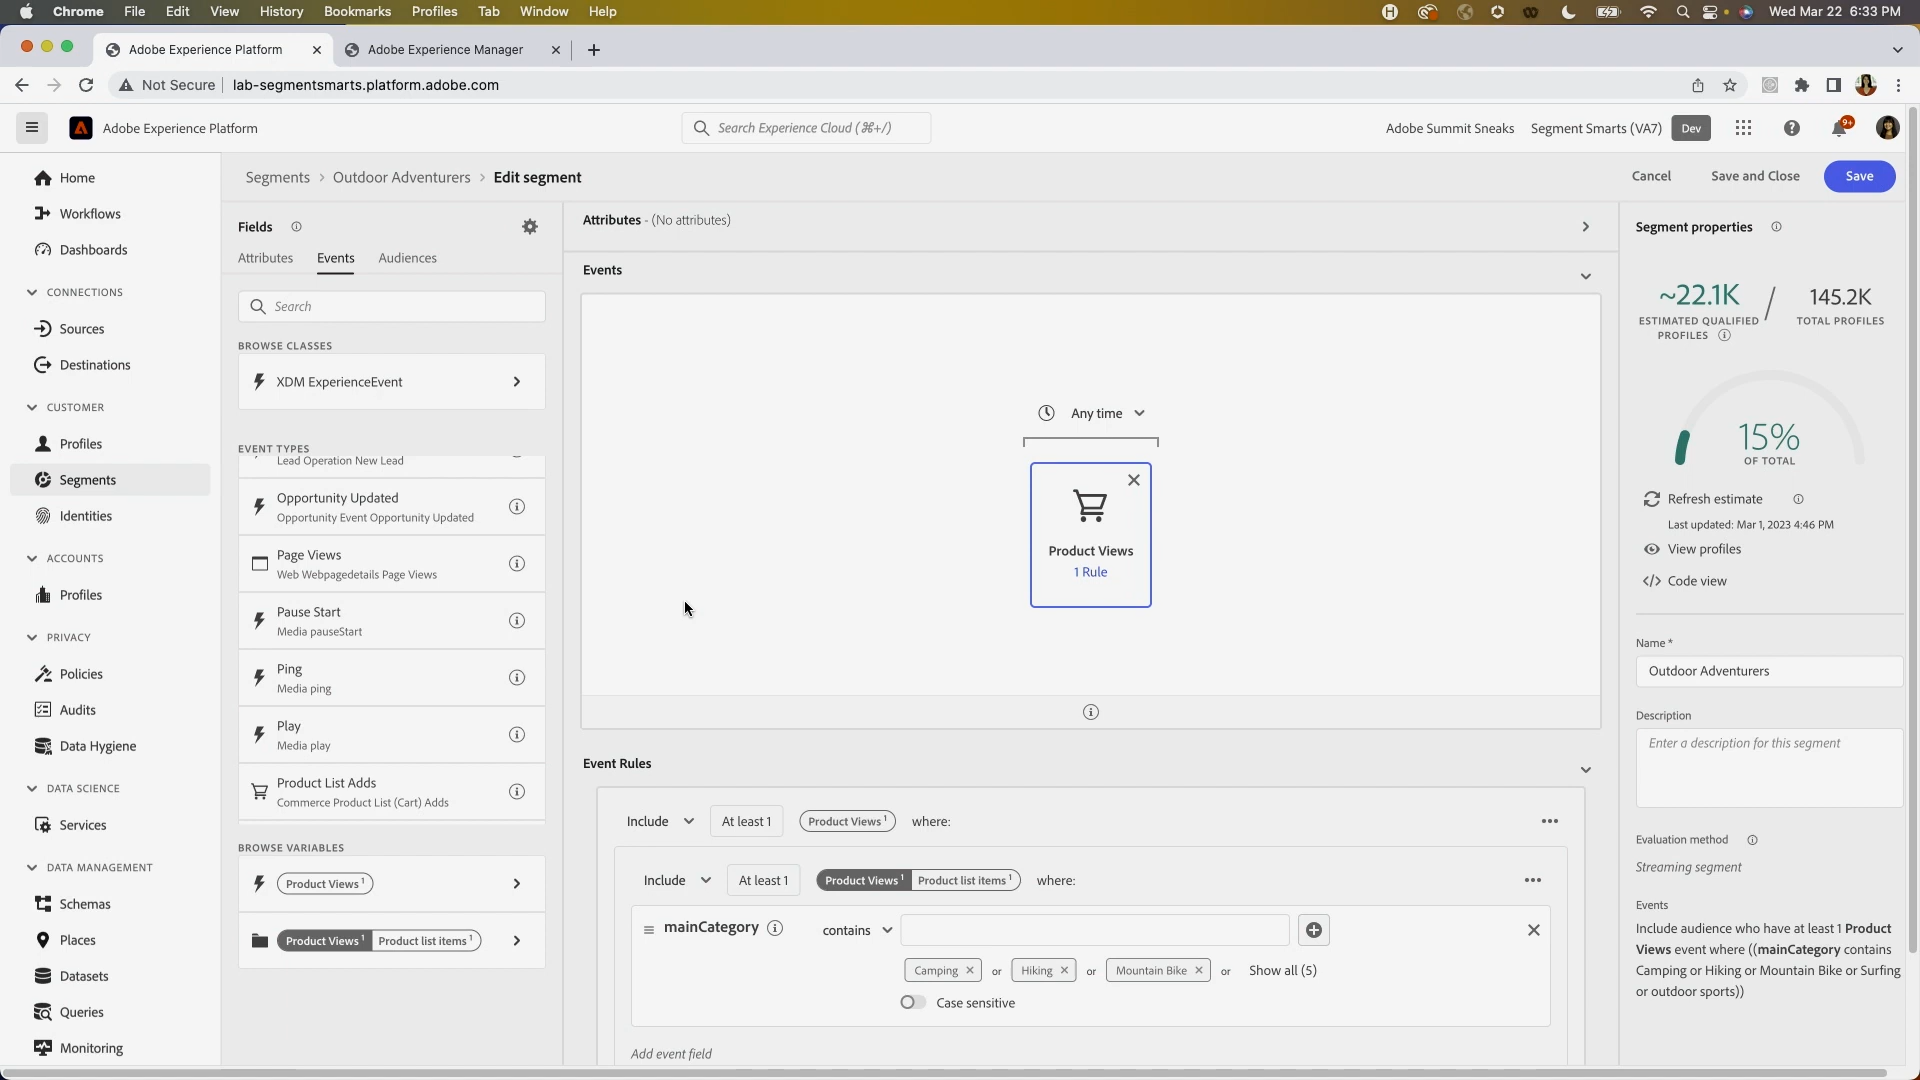 Chrome File Edit View History Bookmarks Profiles Tab Window Help Wed Mar 22 6:33 PM
Adobe Experience Platform
Adobe Experience Manager
Not Secure lab-segmentsmarts.platform.adobe.com
Adobe Experience Platform
Search Experience Cloud (⌘+/)
Adobe Summit Sneaks
Segment Smarts (VA7)
Dev
9+
Home
Workflows
Dashboards
CONNECTIONS
Sources
Destinations
CUSTOMER
Profiles
Segments
Identities
ACCOUNTS
Profiles
PRIVACY
Policies
Audits
Data Hygiene
DATA SCIENCE
Services
DATA MANAGEMENT
Schemas
Places
Datasets
Queries
Monitoring
Segments > Outdoor Adventurers > Edit segment
Cancel
Save and Close
Save
Fields
Attributes
Events
Audiences
Search
BROWSE CLASSES
XDM ExperienceEvent
EVENT TYPES
Lead Operation New Lead
Opportunity Updated
Opportunity Event Opportunity Updated
Page Views
Web Webpagedetails Page Views
Pause Start
Media pauseStart
Ping
Media ping
Play
Media play
Product List Adds
Commerce Product List (Cart) Adds
BROWSE VARIABLES
Product Views 1
Product Views 1 Product list items 1
Attributes - (No attributes)
Events
Any time
Product Views
1 Rule
Event Rules
Include At least 1 Product Views 1 where:
Include At least 1 Product Views 1 Product list items 1 where:
mainCategory contains
Camping or Hiking or Mountain Bike or Show all (5)
Case sensitive
Add event field
Segment properties
~22.1K / 145.2K
ESTIMATED QUALIFIED PROFILES
TOTAL PROFILES
15%
OF TOTAL
Refresh estimate
Last updated: Mar 1, 2023 4:46 PM
View profiles
Code view
Name *
Outdoor Adventurers
Description
Enter a description for this segment
Evaluation method
Streaming segment
Events
Include audience who have at least 1 Product
Views event where ((mainCategory contains
Camping or Hiking or Mountain Bike or Surfing
or outdoor sports))